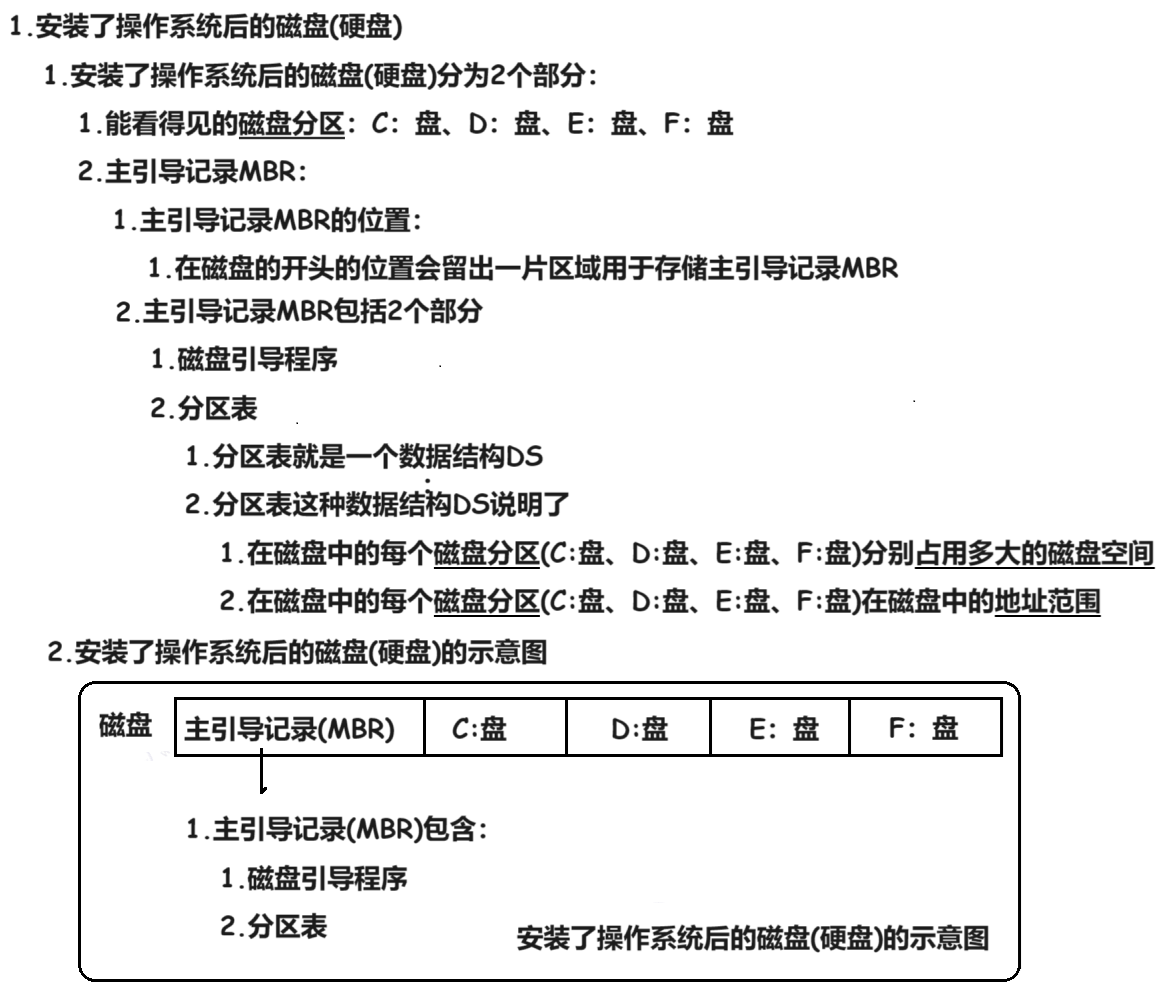 1.安装了操作系统后的磁盘(硬盘)
1.安装了操作系统后的磁盘(硬盘)分为2个部分：
1.能看得见的磁盘分区：C：盘、D：盘、E：盘、F：盘
2.主引导记录MBR：
1.主引导记录MBR的位置：
1.在磁盘的开头的位置会留出一片区域用于存储主引导记录MBR
2.主引导记录MBR包括2个部分
1.磁盘引导程序
2.分区表
1.分区表就是一个数据结构DS
2.分区表这种数据结构DS说明了
1.在磁盘中的每个磁盘分区(C:盘、D:盘、E:盘、F:盘)分别占用多大的磁盘空间
2.在磁盘中的每个磁盘分区(C:盘、D:盘、E:盘、F:盘)在磁盘中的地址范围
2.安装了操作系统后的磁盘(硬盘)的示意图
磁盘 主引导记录(MBR) C:盘 D:盘 E：盘 F：盘
1.主引导记录(MBR)包含：
1.磁盘引导程序
2.分区表
安装了操作系统后的磁盘(硬盘)的示意图